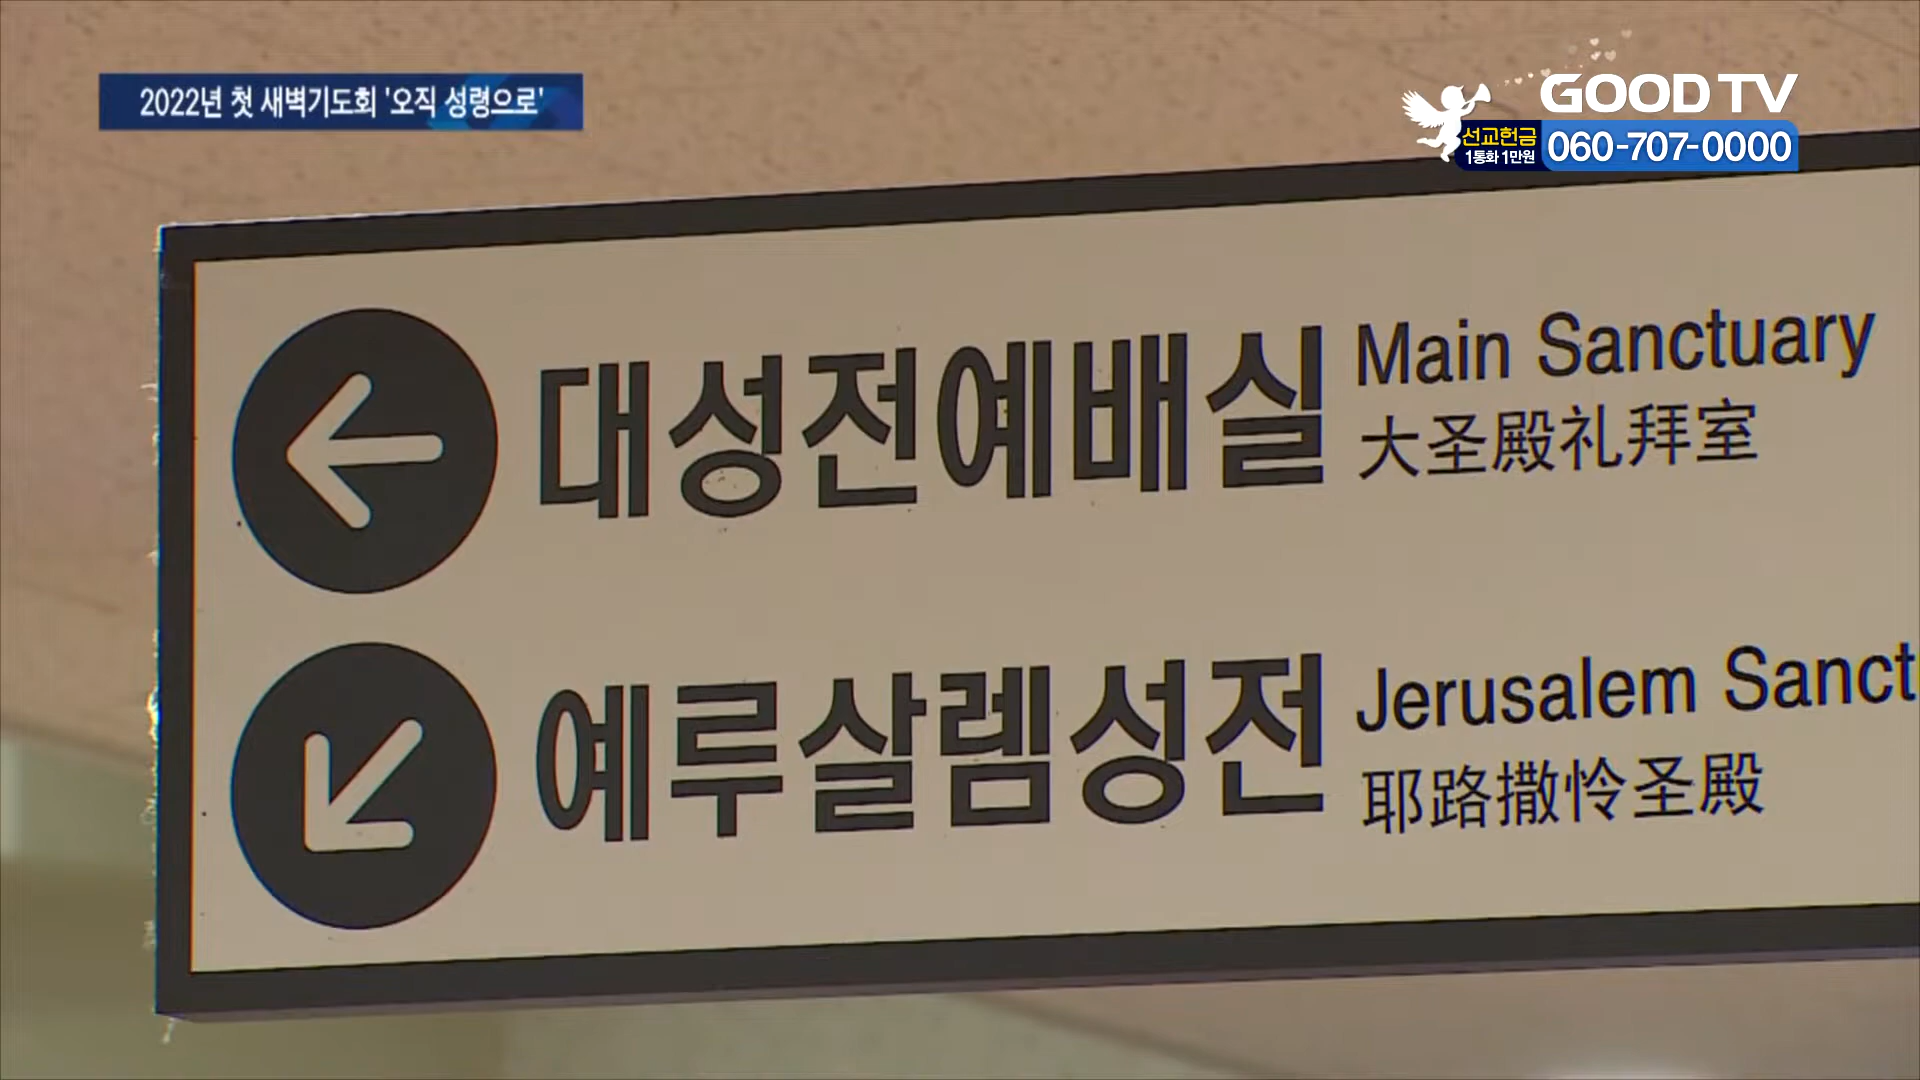 2022년 첫 새벽기도회 '오직 성령으로'
GOOD TV
선교헌금
1통화 1만원
060-707-0000
대성전예배실
Main Sanctuary
大圣殿礼拜室
예루살렘성전
Jerusalem Sanct
耶路撒怜圣殿